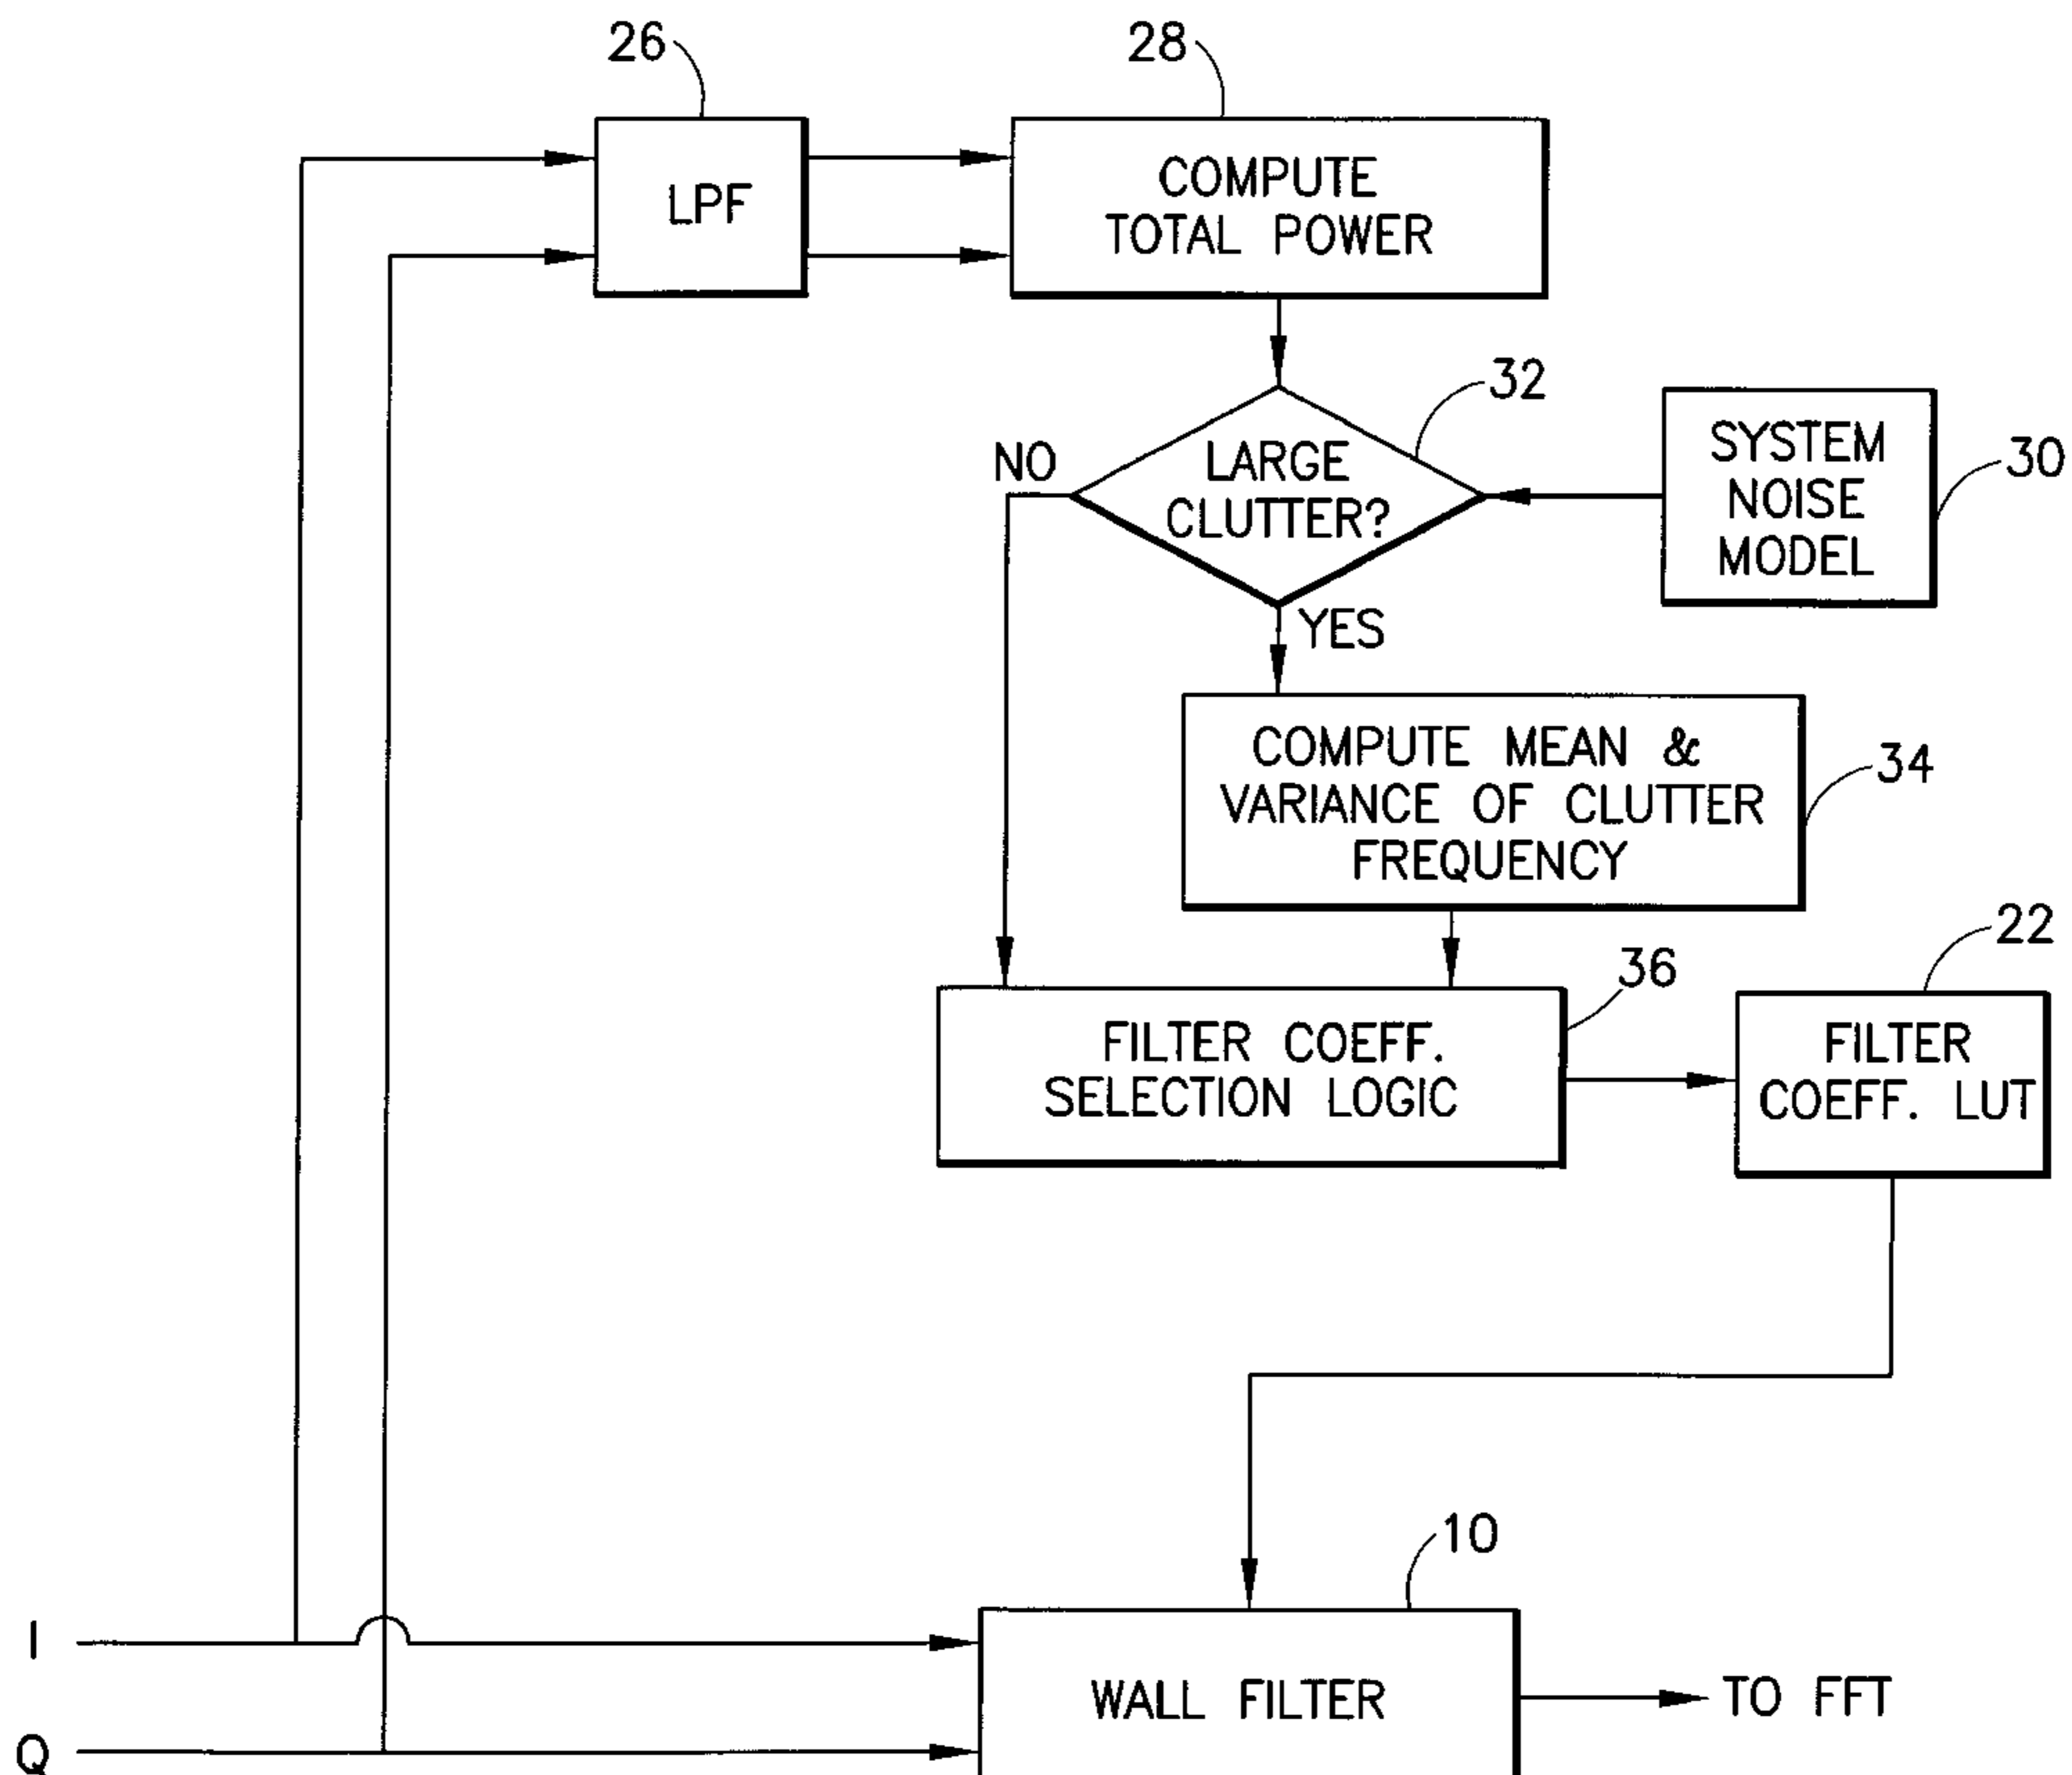 26
28
LPF
COMPUTE
TOTAL POWER
32
NO
LARGE
CLUTTER?
SYSTEM
NOISE
MODEL
30
YES
COMPUTE MEAN &
VARIANCE OF CLUTTER
FREQUENCY
34
22
36
FILTER COEFF.
SELECTION LOGIC
FILTER
COEFF. LUT
10
I
WALL FILTER
TO FFT
Q